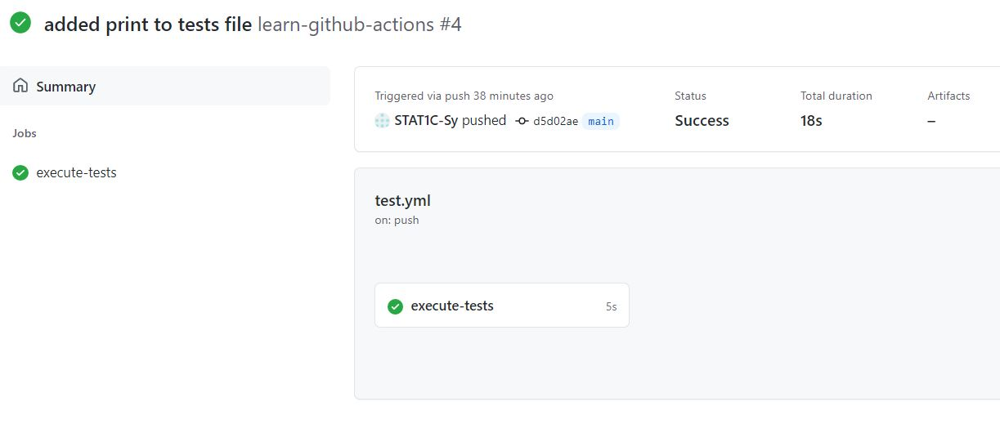 added print to tests file learn-github-actions #4
Summary
Jobs
execute-tests
Triggered via push 38 minutes ago
STAT1C-Sy pushed d5d02ae main
Status
Success
Total duration
18s
Artifacts
–
test.yml
on: push
execute-tests 5s